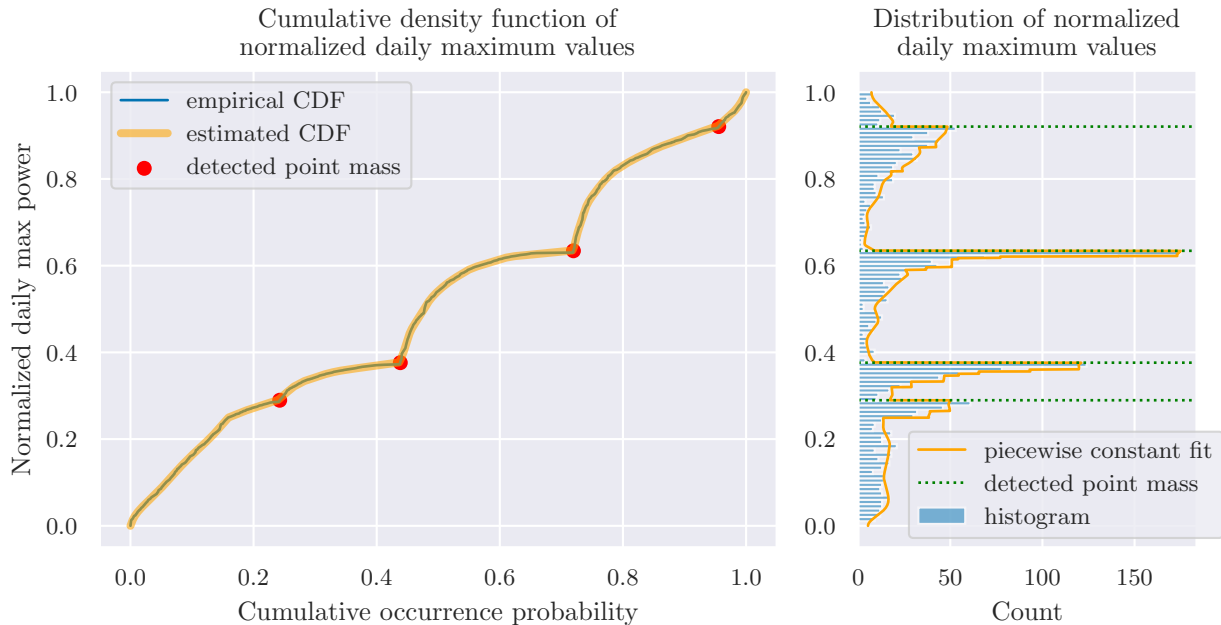 Cumulative density function of
normalized daily maximum values
Normalized daily max power
1.0
0.8
0.6
0.4
0.2
0.0
empirical CDF
estimated CDF
detected point mass
0.0 0.2 0.4 0.6 0.8 1.0
Cumulative occurrence probability
Distribution of normalized
daily maximum values
1.0
0.8
0.6
0.4
0.2
0.0
piecewise constant fit
detected point mass
histogram
0 50 100 150
Count